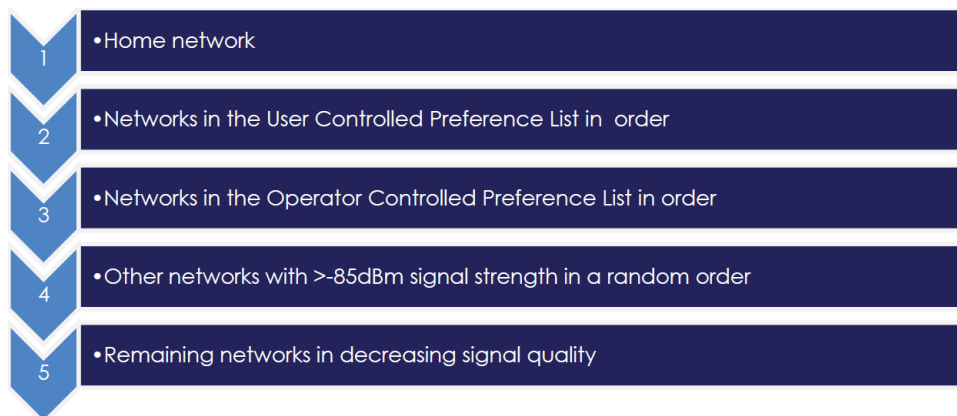 1
•Home network
2
•Networks in the User Controlled Preference List in order
3
•Networks in the Operator Controlled Preference List in order
4
•Other networks with >-85dBm signal strength in a random order
5
•Remaining networks in decreasing signal quality